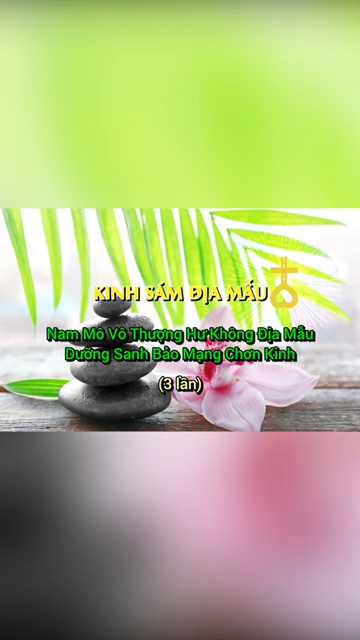 KINH SÁM ĐỊA MẪU
Nam Mô Vô Thượng Hư Không Địa Mẫu
Dưỡng Sanh Bảo Mạng Chơn Kinh
(3 lần)